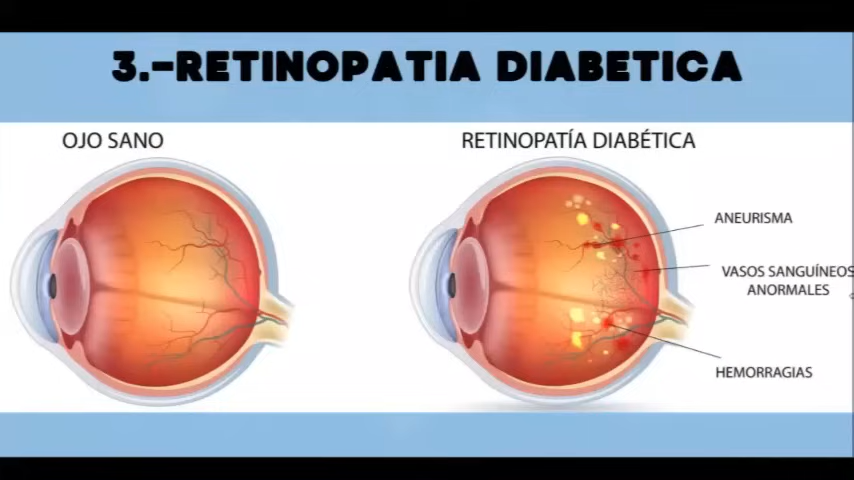 3.-RETINOPATIA DIABETICA
OJO SANO
RETINOPATÍA DIABÉTICA
ANEURISMA
VASOS SANGUÍNEOS
ANORMALES
HEMORRAGIAS